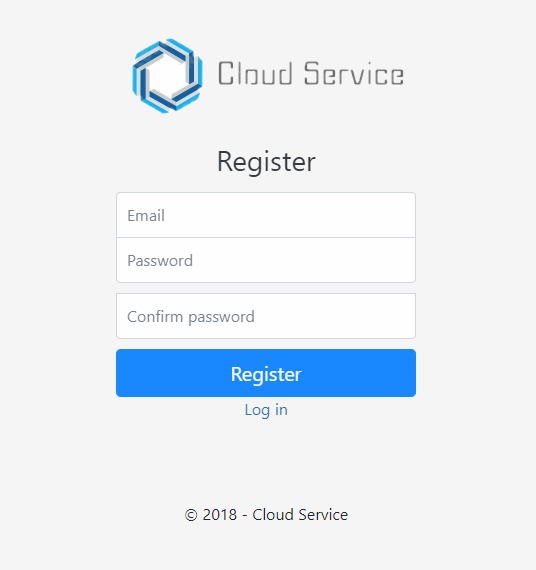 Cloud Service
Register
Email
Password
Confirm password
Register
Log in
© 2018 - Cloud Service